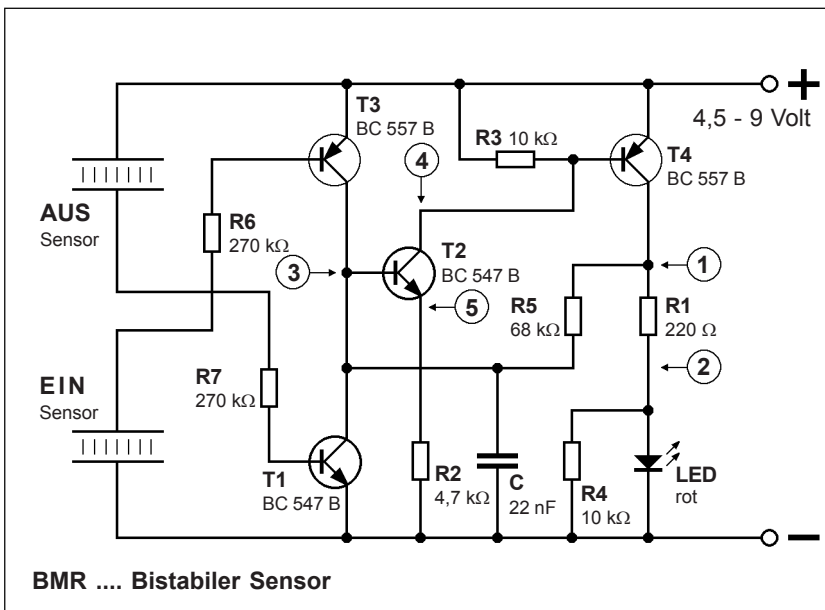 T3
BC 557 B
4,5 - 9 Volt
R3 10 kΩ
4
T4
BC 557 B
AUS
Sensor
R6
270 kΩ
T2
BC 547 B
3
1
5
R5
68 kΩ
R1
220 Ω
2
EIN
Sensor
R7
270 kΩ
T1
BC 547 B
R2
4,7 kΩ
C
22 nF
R4
10 kΩ
LED
rot
BMR .... Bistabiler Sensor